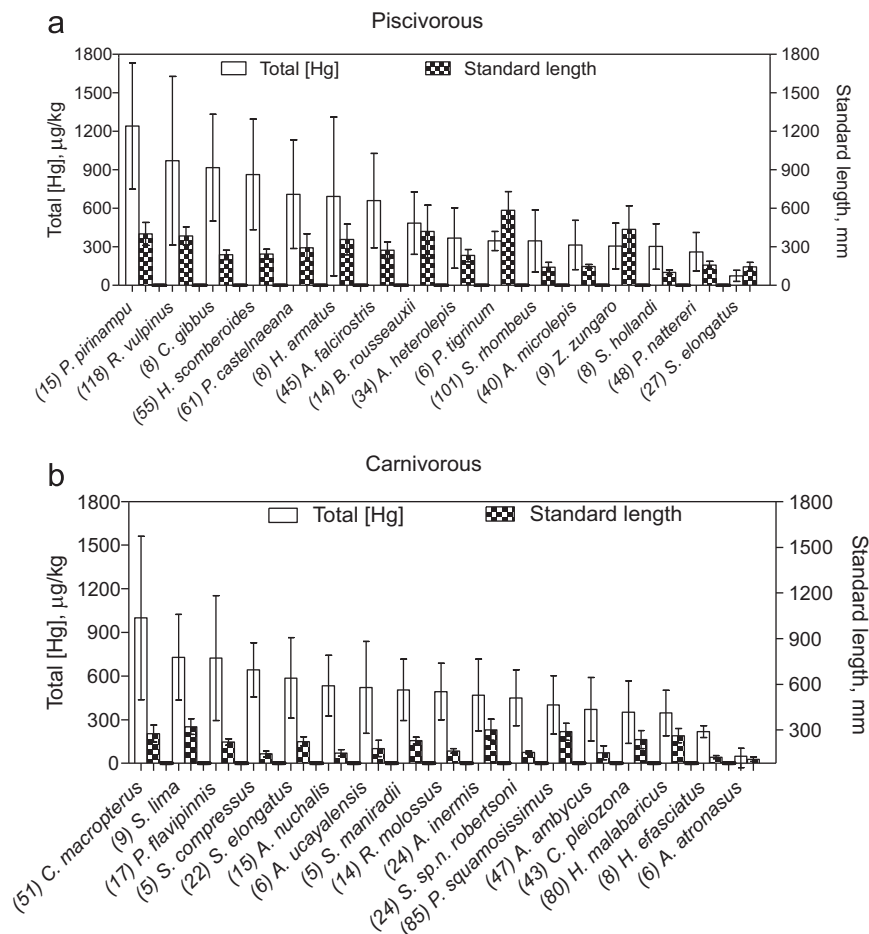 a
Piscivorous
Total [Hg]
Standard length
1800
1500
1200
900
600
300
0
Total [Hg], µg/kg
1800
1500
1200
900
600
300
0
Standard length, mm
(15) P. pirinampu
(118) R. vulpinus
(8) C. gibbus
(55) H. scomberoides
(61) P. castelnaeana
(8) H. armatus
(45) A. falcirostris
(14) B. rousseauxii
(34) A. heterolepis
(6) P. tigrinum
(101) S. rhombeus
(40) A. microlepis
(9) Z. zungaro
(8) S. hollandi
(48) P. nattereri
(27) S. elongatus
b
Carnivorous
Total [Hg]
Standard length
1800
1500
1200
900
600
300
0
Total [Hg], µg/kg
1800
1500
1200
900
600
300
Standard length, mm
(51) C. macropterus
(9) S. lima
(17) P. flavipinnis
(5) S. compressus
(22) S. elongatus
(15) A. nuchalis
(6) A. ucayalensis
(5) S. maniradii
(14) R. molossus
(24) A. inermis
(24) S. sp.n. robertsoni
(85) P. squamosissimus
(47) A. ambycus
(43) C. pleiozona
(80) H. malabaricus
(8) H. efasciatus
(6) A. atronasus